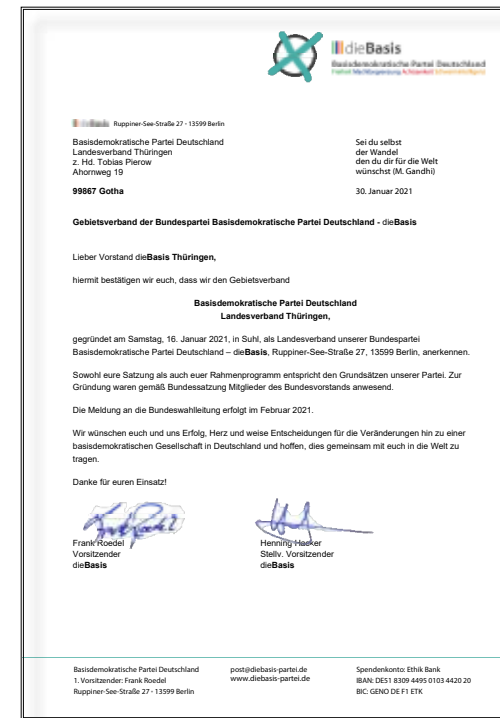 dieBasis
Basisdemokratische Partei Deutschland
Freiheit Machtbegrenzung Achtsamkeit Schwarmintelligenz
Ruppiner-See-Straße 27 • 13599 Berlin
Basisdemokratische Partei Deutschland
Landesverband Thüringen
z. Hd. Tobias Pierow
Ahornweg 19
99867 Gotha
Sei du selbst
der Wandel
den du dir für die Welt
wünschst (M. Gandhi)
30. Januar 2021
Gebietsverband der Bundespartei Basisdemokratische Partei Deutschland - dieBasis
Lieber Vorstand dieBasis Thüringen,
hiermit bestätigen wir euch, dass wir den Gebietsverband
Basisdemokratische Partei Deutschland
Landesverband Thüringen,
gegründet am Samstag, 16. Januar 2021, in Suhl, als Landesverband unserer Bundespartei
Basisdemokratische Partei Deutschland – dieBasis, Ruppiner-See-Straße 27, 13599 Berlin, anerkennen.
Sowohl eure Satzung als auch euer Rahmenprogramm entspricht den Grundsätzen unserer Partei. Zur
Gründung waren gemäß Bundessatzung Mitglieder des Bundesvorstands anwesend.
Die Meldung an die Bundeswahlleitung erfolgt im Februar 2021.
Wir wünschen euch und uns Erfolg, Herz und weise Entscheidungen für die Veränderungen hin zu einer
basisdemokratischen Gesellschaft in Deutschland und hoffen, dies gemeinsam mit euch in die Welt zu
tragen.
Danke für euren Einsatz!
Frank Roedel
Vorsitzender
dieBasis
Henning Hacker
Stellv. Vorsitzender
dieBasis
Basisdemokratische Partei Deutschland
1. Vorsitzender: Frank Roedel
Ruppiner-See-Straße 27 • 13599 Berlin
post@diebasis-partei.de
www.diebasis-partei.de
Spendenkonto: Ethik Bank
IBAN: DE51 8309 4495 0103 4420 20
BIC: GENO DE F1 ETK